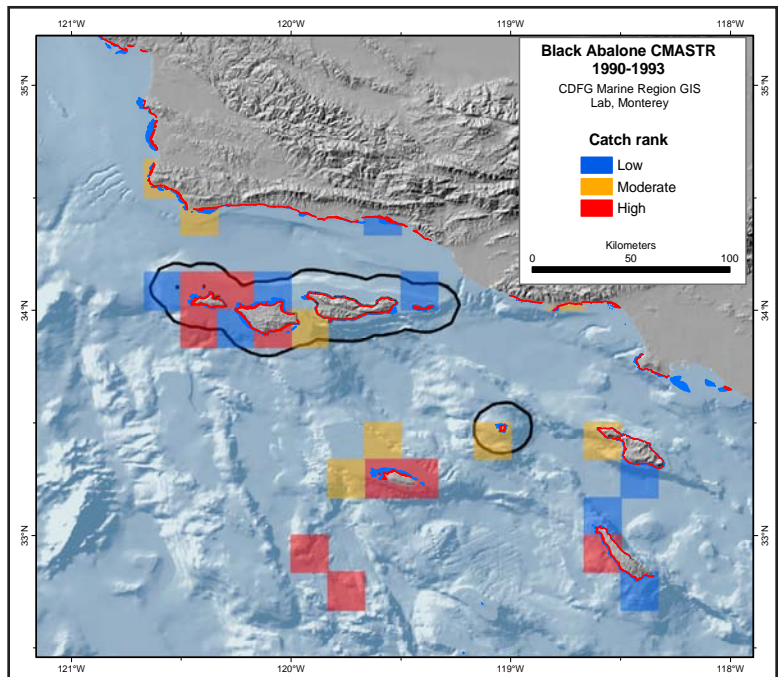 121°W 120°W 119°W 118°W
Black Abalone CMASTR
1990-1993
CDFG Marine Region GIS
Lab, Monterey
Catch rank
Low
Moderate
High
Kilometers
0 50 100
35°N 35°N
34°N 34°N
33°N 33°N
121°W 120°W 119°W 118°W